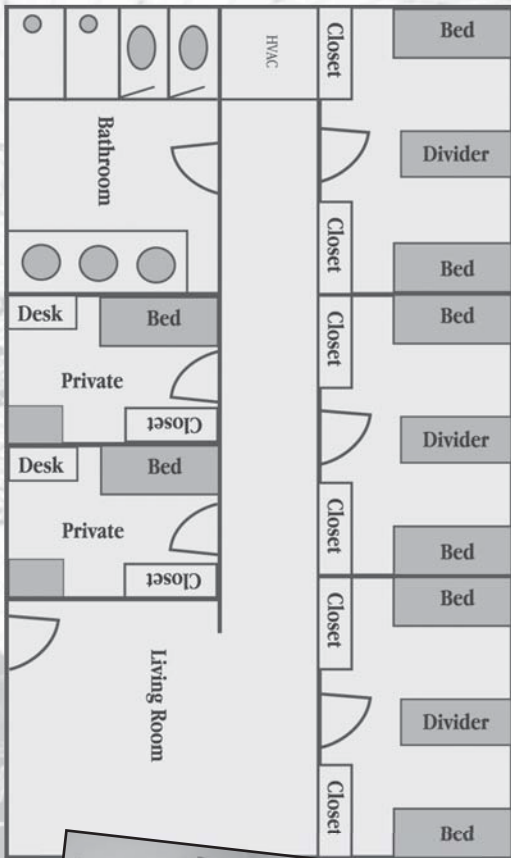 HVAC
Closet
Bed
Bathroom
Divider
Closet
Bed
Desk
Bed
Closet
Bed
Private
Closet
Divider
Desk
Bed
Closet
Bed
Private
Closet
Closet
Bed
Living Room
Divider
Closet
Bed